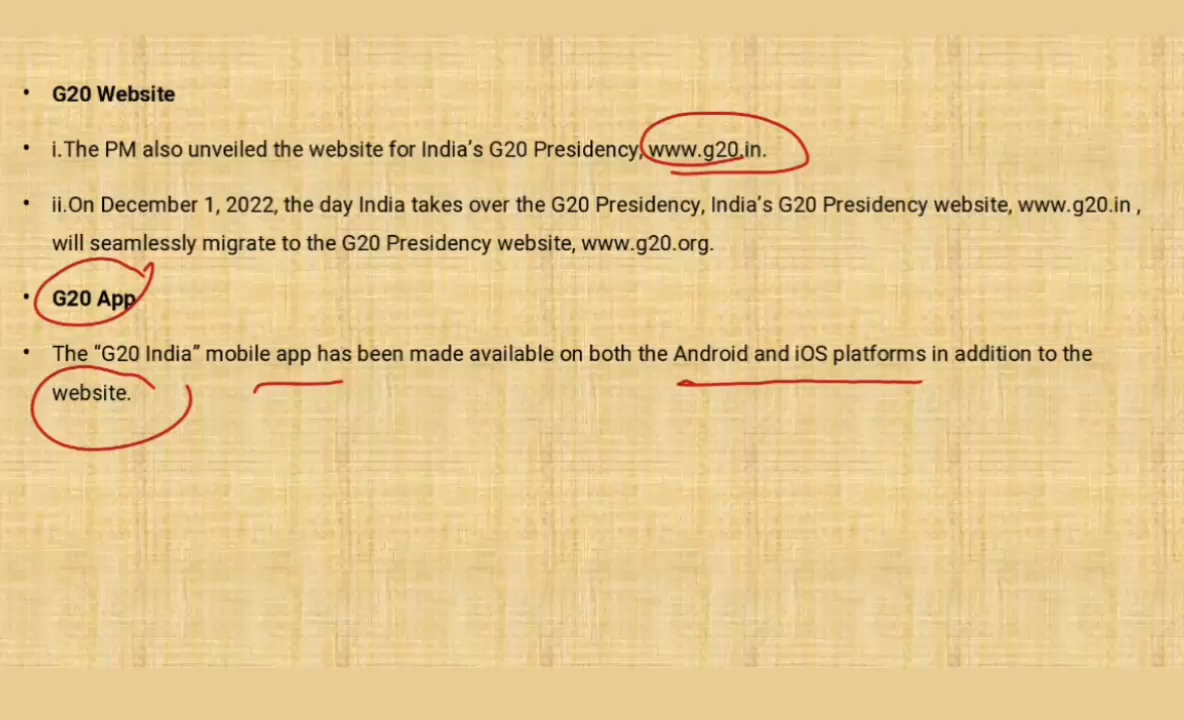 • G20 Website
• i.The PM also unveiled the website for India's G20 Presidency, www.g20.in.
• ii.On December 1, 2022, the day India takes over the G20 Presidency, India's G20 Presidency website, www.g20.in ,
will seamlessly migrate to the G20 Presidency website, www.g20.org.
• G20 App
• The “G20 India” mobile app has been made available on both the Android and iOS platforms in addition to the
website.